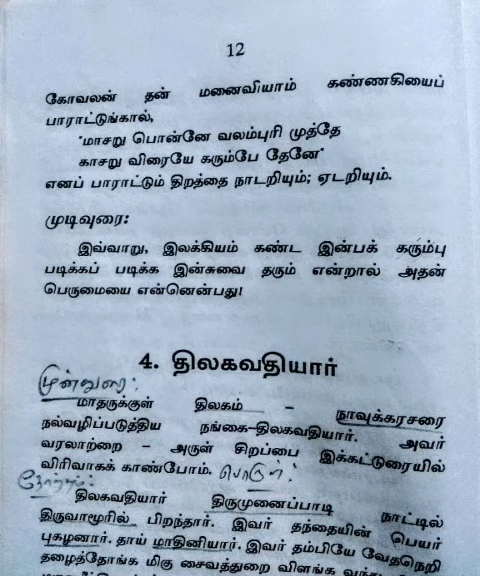 12
கோவலன் தன் மனைவியாம் கண்ணகியைப்
பாராட்டுங்கால்,
"மாசறு பொன்னே வலம்புரி முத்தே
காசறு விரையே கரும்பே தேனே"
எனப் பாராட்டும் திறத்தை நாடறியும்; ஏடறியும்.
முடிவுரை:
இவ்வாறு, இலக்கியம் கண்ட இன்பக் கரும்பு
படிக்கப் படிக்க இன்சுவை தரும் என்றால் அதன்
பெருமையை என்னென்பது!
4. திலகவதியார்
முன்னுரை:
மாதருக்குள் திலகம் – நாவுக்கரசரை
நல்வழிப்படுத்திய நங்கை–திலகவதியார். அவர்
வரலாற்றை – அருள் சிறப்பை இக்கட்டுரையில்
விரிவாகக் காண்போம். பொருள்:
தோற்றம்:
திலகவதியார் திருமுனைப்பாடி நாட்டில்
திருவாமூரில் பிறந்தார். இவர் தந்தையின் பெயர்
புகழனார். தாய் மாதினியார். இவர் தம்பியே வேதநெறி
தழைத்தோங்க மிகு சைவத்துறை விளங்க